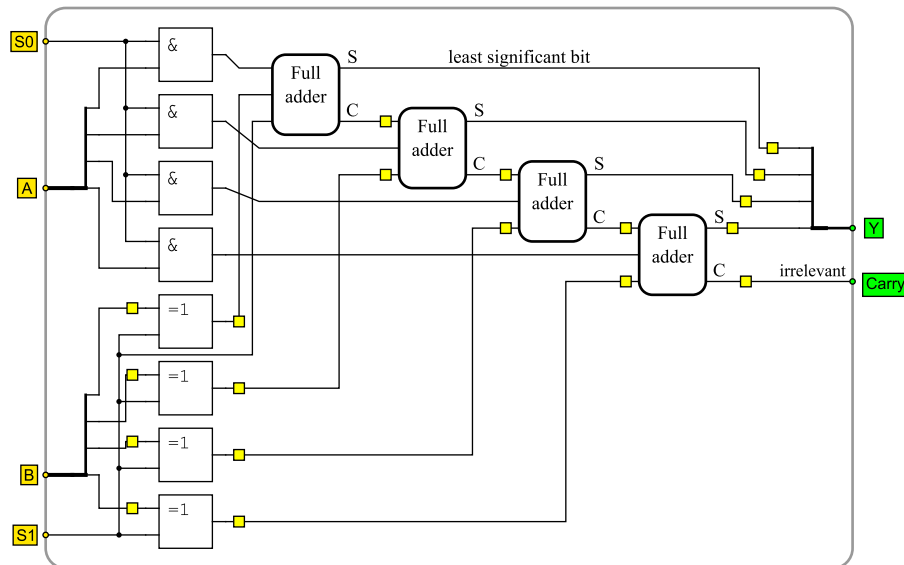 S0
&
Full
adder
S
least significant bit
C
&
Full
adder
S
C
A
&
Full
adder
S
C
&
Full
adder
S
Y
C
irrelevant
Carry
=1
=1
=1
B
=1
S1